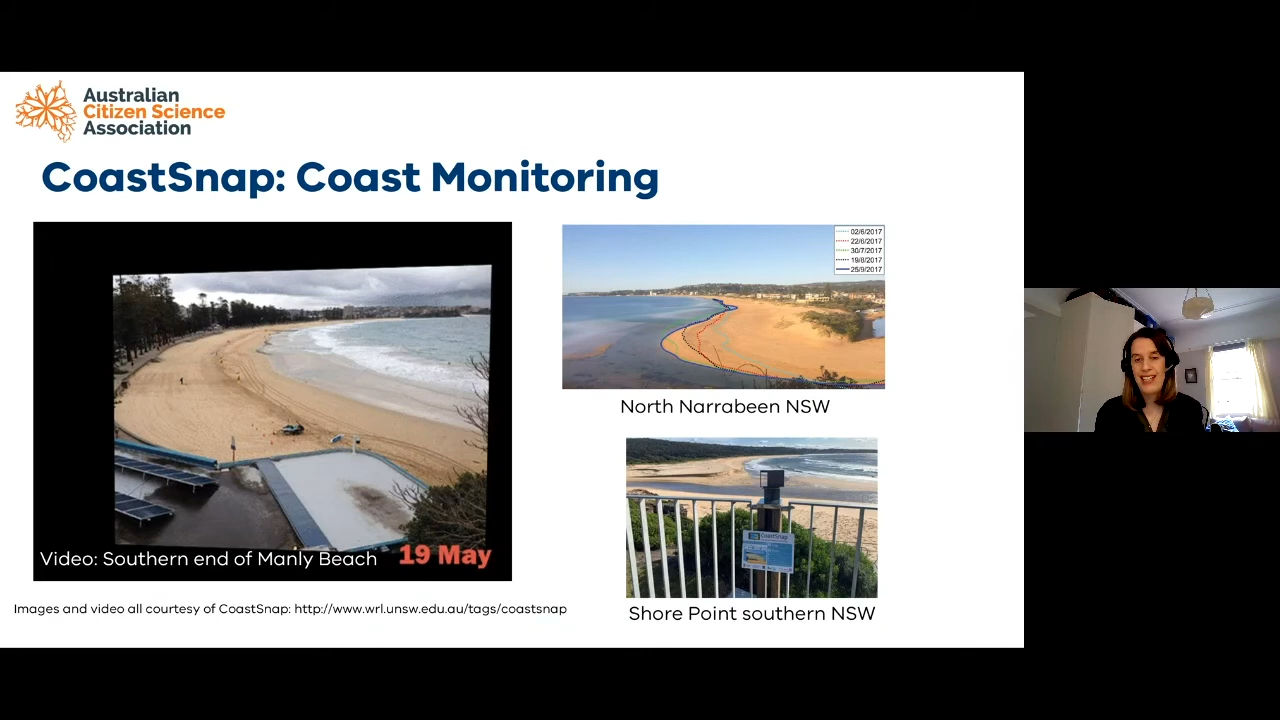 Australian
Citizen Science
Association
CoastSnap: Coast Monitoring
02/6/2017
22/6/2017
30/7/2017
19/8/2017
25/9/2017
North Narrabeen NSW
CoastSnap
Video: Southern end of Manly Beach
19 May
Images and video all courtesy of CoastSnap: http://www.wrl.unsw.edu.au/tags/coastsnap
Shore Point southern NSW